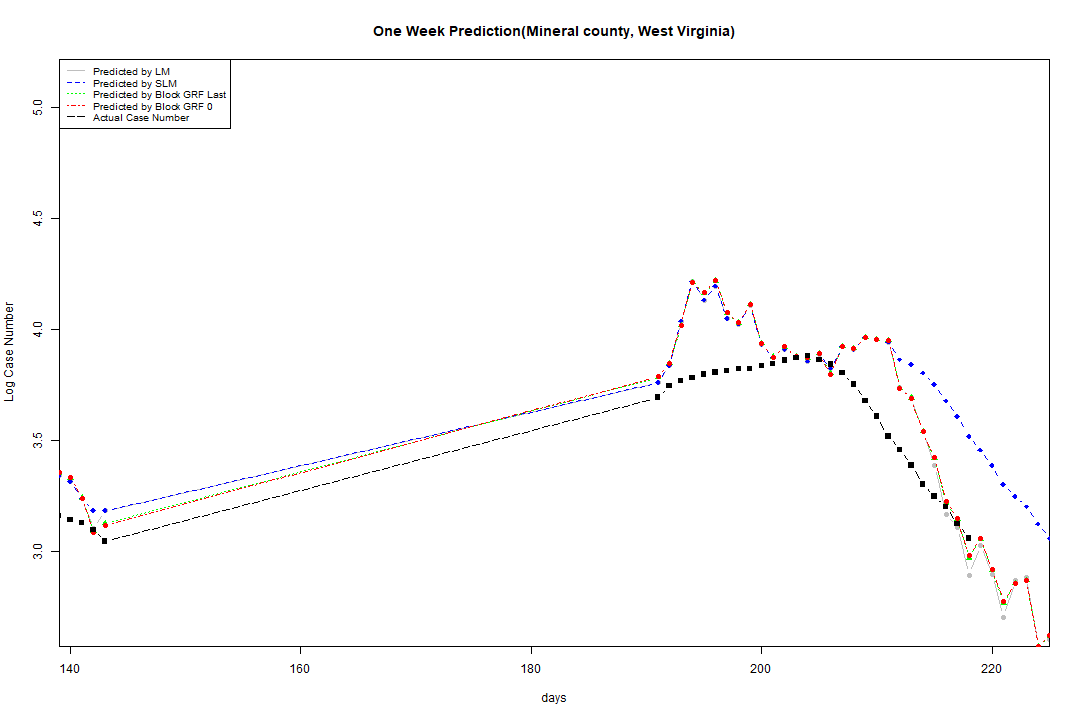 One Week Prediction(Mineral county, West Virginia)
Predicted by LM
Predicted by SLM
Predicted by Block GRF Last
Predicted by Block GRF 0
Actual Case Number
5.0
4.5
4.0
3.5
3.0
Log Case Number
140 160 180 200 220
days